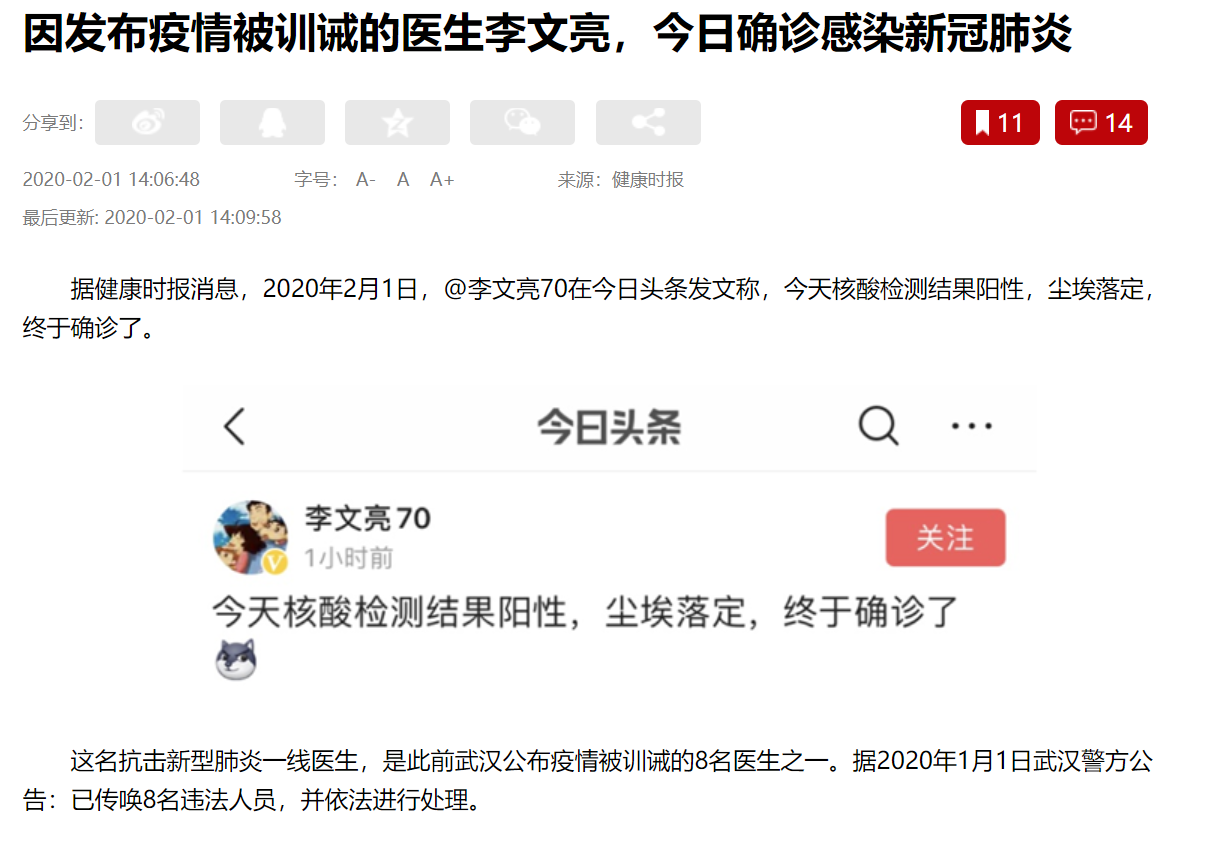 因发布疫情被训诫的医生李文亮，今日确诊感染新冠肺炎
分享到：
11
14
2020-02-01 14:06:48 字号： A- A A+ 来源：健康时报
最后更新: 2020-02-01 14:09:58
据健康时报消息，2020年2月1日，@李文亮70在今日头条发文称，今天核酸检测结果阳性，尘埃落定，
终于确诊了。
今日头条
李文亮70
1小时前
关注
今天核酸检测结果阳性，尘埃落定，终于确诊了
这名抗击新型肺炎一线医生，是此前武汉公布疫情被训诫的8名医生之一。据2020年1月1日武汉警方公
告：已传唤8名违法人员，并依法进行处理。